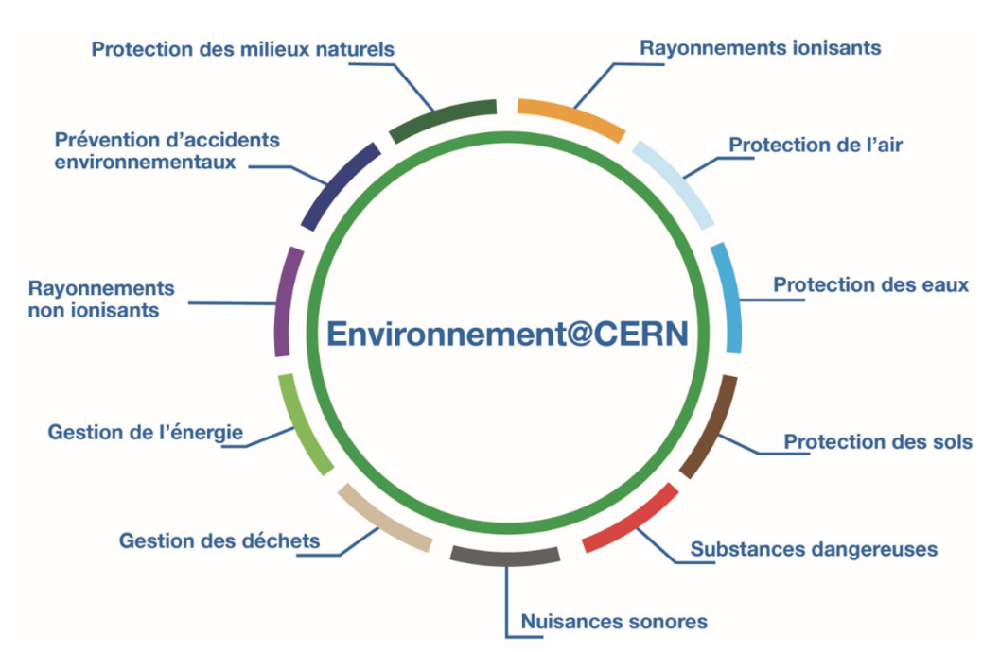 Protection des milieux naturels
Rayonnements ionisants
Prévention d'accidents
environnementaux
Protection de l'air
Rayonnements
non ionisants
Protection des eaux
Environnement@CERN
Gestion de l'énergie
Protection des sols
Gestion des déchets
Substances dangereuses
Nuisances sonores